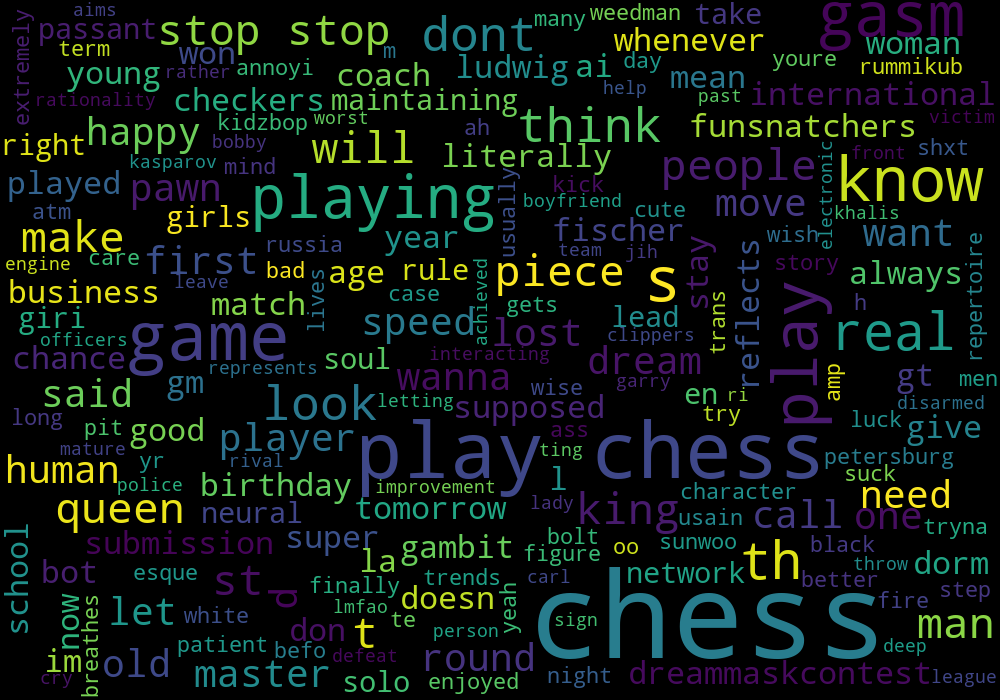 aims
passant
stop stop
dont
many
weedman
take
gasm
term
won
m
whenever
woman
extremely
young
rather
annoyi
coach
ludwig
ai
day
mean
youre
rummikub
rationality
checkers
maintaining
help
past
international
victim
right
happy
kidzbop
worst
ah
think
funsnatchers
bobby
will
literally
front
shxt
kasparov
mind
people
electronic
know
played
pawn
playing
usually
kick
boyfriend
cute
move
khalis
atm
girls
year
fischer
wish
want
make
russia
team
jih
stay
reflects
repertoire
engine
care
first
bad
age
rule
piece
s
story
always
leave
lives
case
achieved
gets
trans
play
h
business
match
giri
officers
game
speed
lost
lead
clippers
real
chance
represents
soul
interacting
dream
gm
wanna
wise
garry
en
ri
amp
gt
men
said
look
letting
supposed
try
disarmed
long
pit
good
player
play chess
ass
luck
give
mature
yr
rival
ting
petersburg
human
police
birthday
improvement
l
character
suck
need
queen
neural
tomorrow
lady
king
usain
call
one
tryna
school
submission
super
la
gambit
bolt
figure
oo
sunwoo
th
black
bot
esque
st
d
finally
trends
doesn
carl
network
better
throw
dorm
now
breathes
let
white
lmfao
te
yeah
chess
sign
fire
step
man
patient
befo
don
t
person
deep
im
old
defeat
round
cry
master
solo
enjoyed
night
dreammaskcontest
league